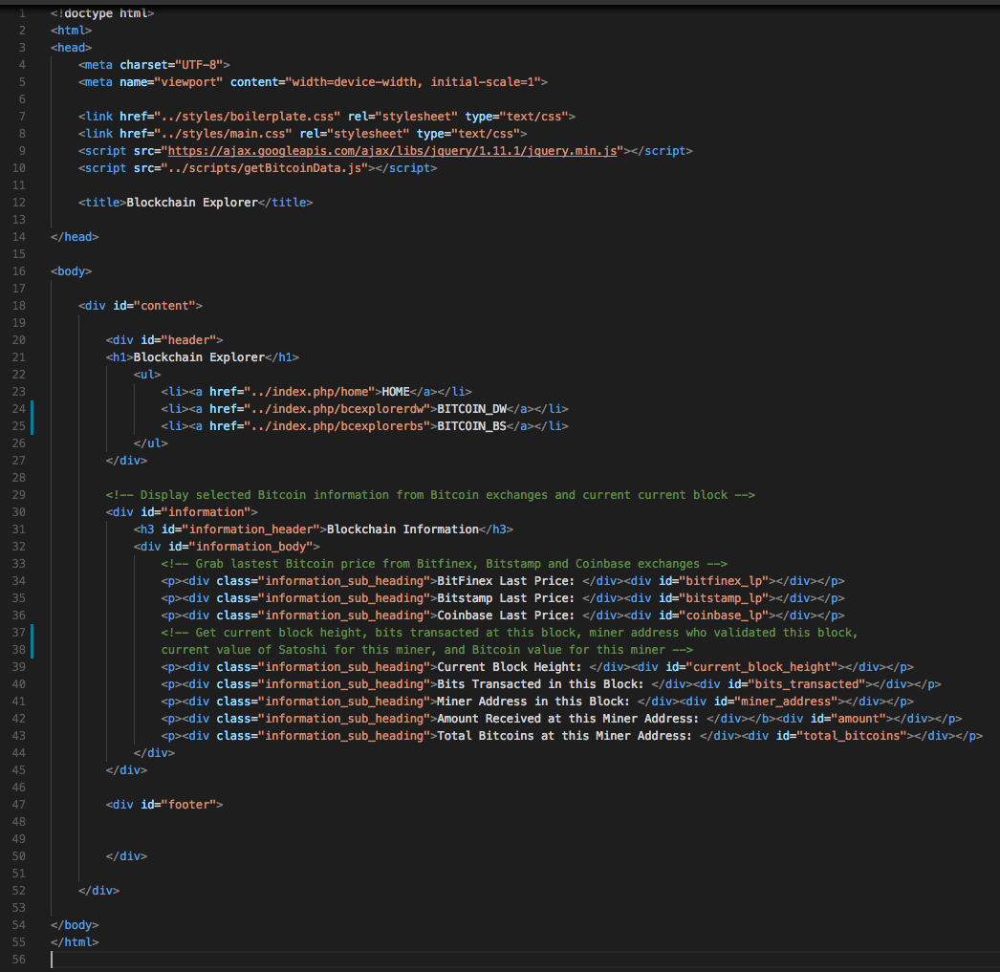 1 <!doctype html>
2 <html>
3 <head>
4 <meta charset="UTF-8">
5 <meta name="viewport" content="width=device-width, initial-scale=1">
6
7 <link href="../styles/boilerplate.css" rel="stylesheet" type="text/css">
8 <link href="../styles/main.css" rel="stylesheet" type="text/css">
9 <script src="https://ajax.googleapis.com/ajax/libs/jquery/1.11.1/jquery.min.js"></script>
10 <script src="../scripts/getBitcoinData.js"></script>
11
12 <title>Blockchain Explorer</title>
13
14 </head>
15
16 <body>
17
18 <div id="content">
19
20 <div id="header">
21 <h1>Blockchain Explorer</h1>
22 <ul>
23 <li><a href="../index.php/home">HOME</a></li>
24 <li><a href="../index.php/bcexplorerdw">BITCOIN_DW</a></li>
25 <li><a href="../index.php/bcexplorerbs">BITCOIN_BS</a></li>
26 </ul>
27 </div>
28
29 <!-- Display selected Bitcoin information from Bitcoin exchanges and current current block -->
30 <div id="information">
31 <h3 id="information_header">Blockchain Information</h3>
32 <div id="information_body">
33 <!-- Grab lastest Bitcoin price from Bitfinex, Bitstamp and Coinbase exchanges -->
34 <p><div class="information_sub_heading">BitFinex Last Price: </div><div id="bitfinex_lp"></div></p>
35 <p><div class="information_sub_heading">Bitstamp Last Price: </div><div id="bitstamp_lp"></div></p>
36 <p><div class="information_sub_heading">Coinbase Last Price: </div><div id="coinbase_lp"></div></p>
37 <!-- Get current block height, bits transacted at this block, miner address who validated this block,
38 current value of Satoshi for this miner, and Bitcoin value for this miner -->
39 <p><div class="information_sub_heading">Current Block Height: </div><div id="current_block_height"></div></p>
40 <p><div class="information_sub_heading">Bits Transacted in this Block: </div><div id="bits_transacted"></div></p>
41 <p><div class="information_sub_heading">Miner Address in this Block: </div><div id="miner_address"></div></p>
42 <p><div class="information_sub_heading">Amount Received at this Miner Address: </div></b><div id="amount"></div></p>
43 <p><div class="information_sub_heading">Total Bitcoins at this Miner Address: </div><div id="total_bitcoins"></div></p>
44 </div>
45 </div>
46
47 <div id="footer">
48
49
50 </div>
51
52 </div>
53
54 </body>
55 </html>
56